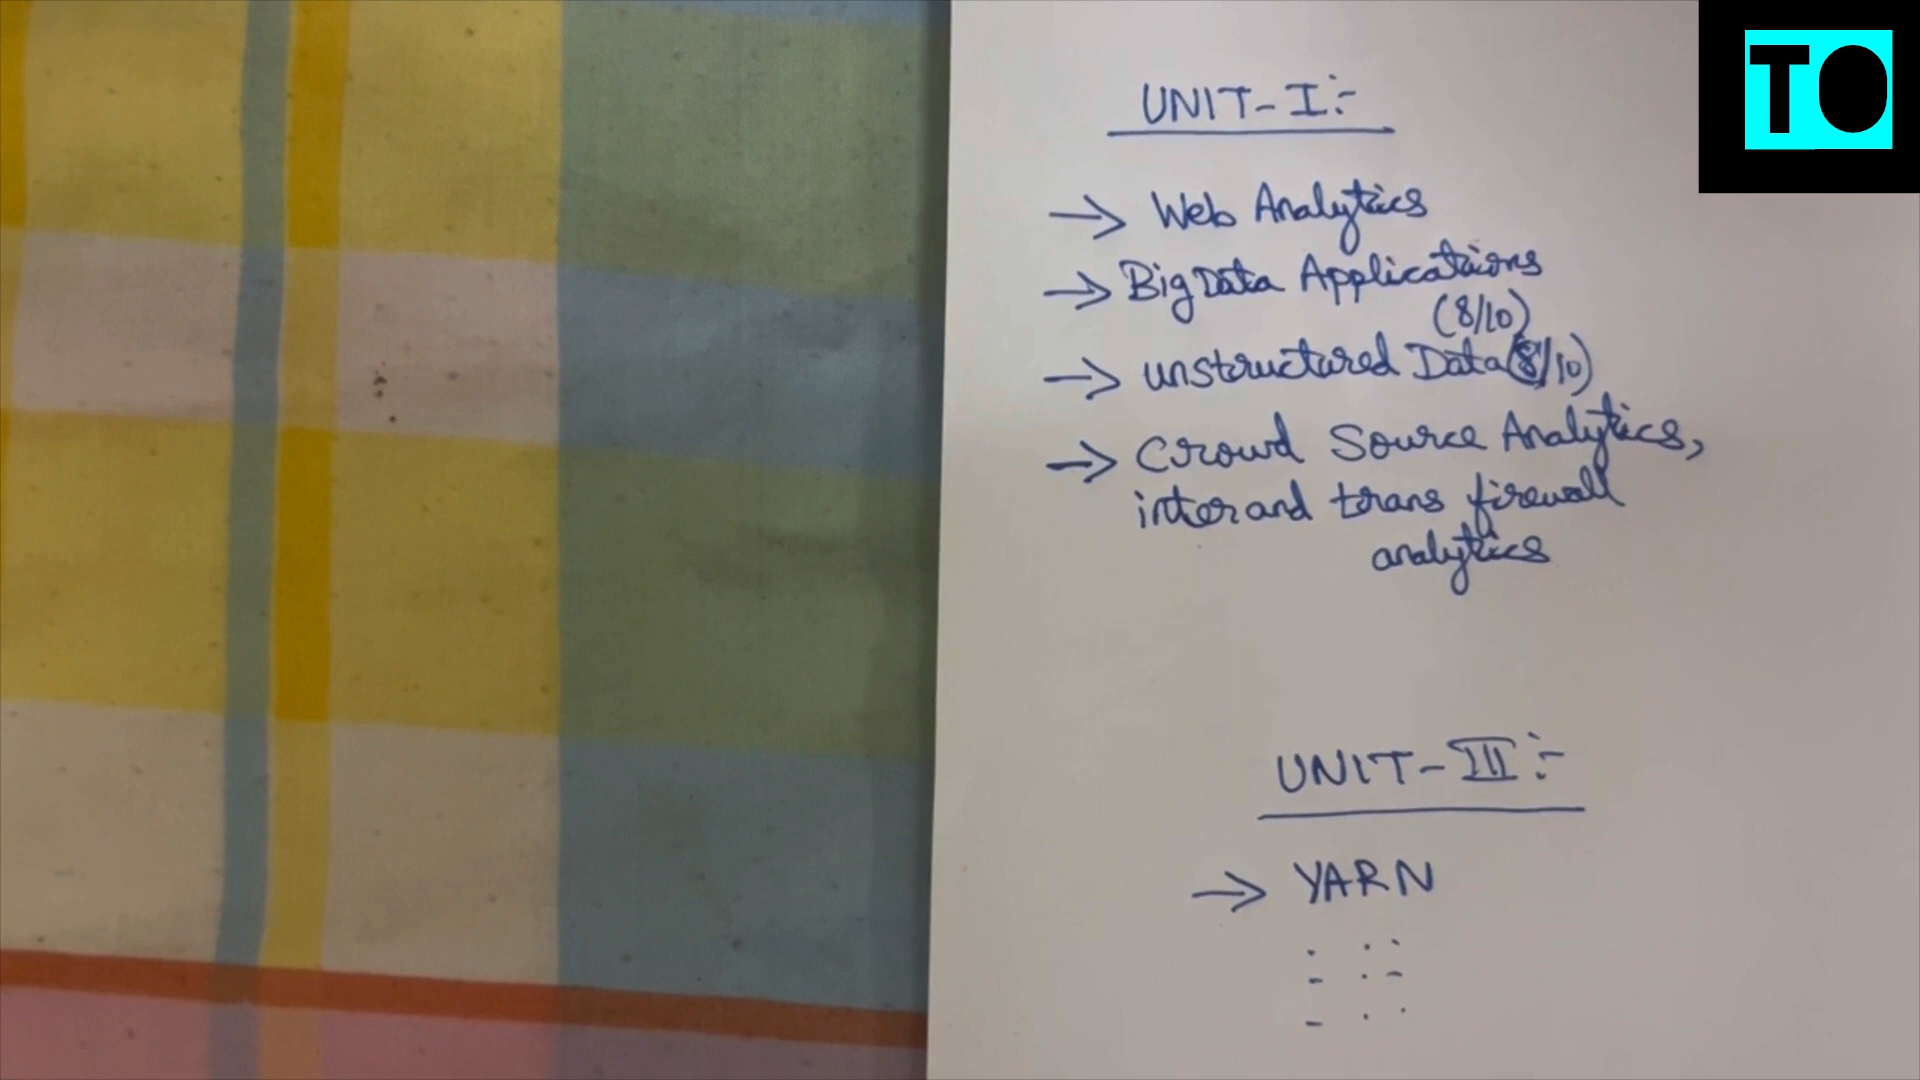 TO
UNIT-I:-
→ Web Analytics
→ Big Data Applications
(8/10)
→ unstructured Data (8/10)
→ Crowd Source Analytics,
inter and trans firewall
analytics
UNIT-III:-
→ YARN